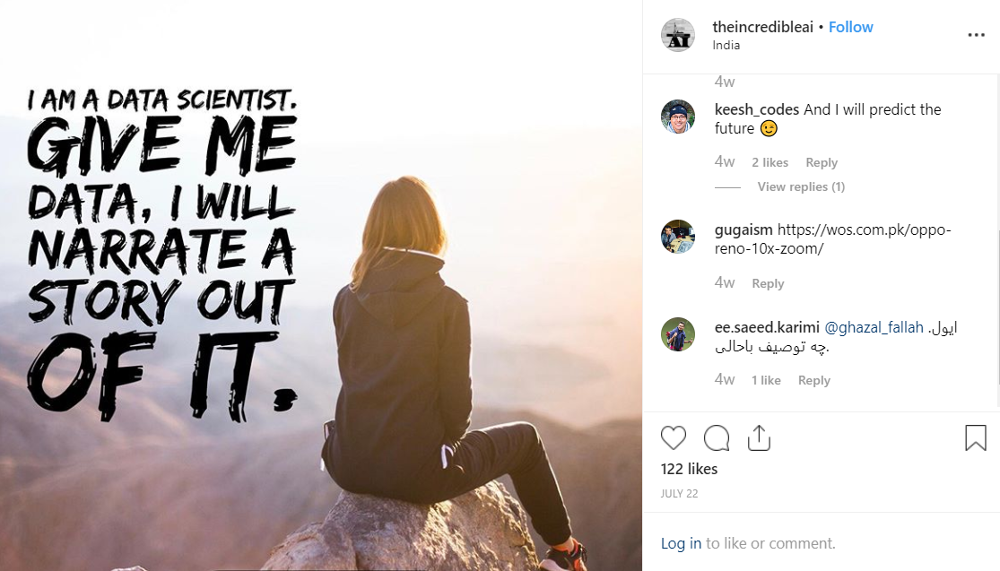 I AM A DATA SCIENTIST.
GIVE ME
DATA, I WILL
NARRATE A
STORY OUT
OF IT.
AI
theincredibleai • Follow
India
4w
keesh_codes And I will predict the
future 😉
4w 2 likes Reply
View replies (1)
gugaism https://wos.com.pk/oppo-
reno-10x-zoom/
4w Reply
ee.saeed.karimi @ghazal_fallah ایول.
چه توصیف باحالی.
4w 1 like Reply
122 likes
JULY 22
Log in to like or comment.